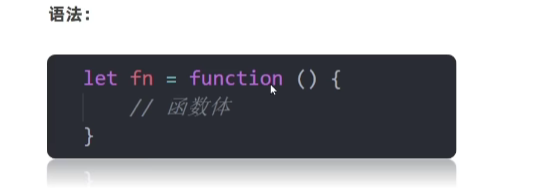 语法：
let fn = function () {
// 函数体
}